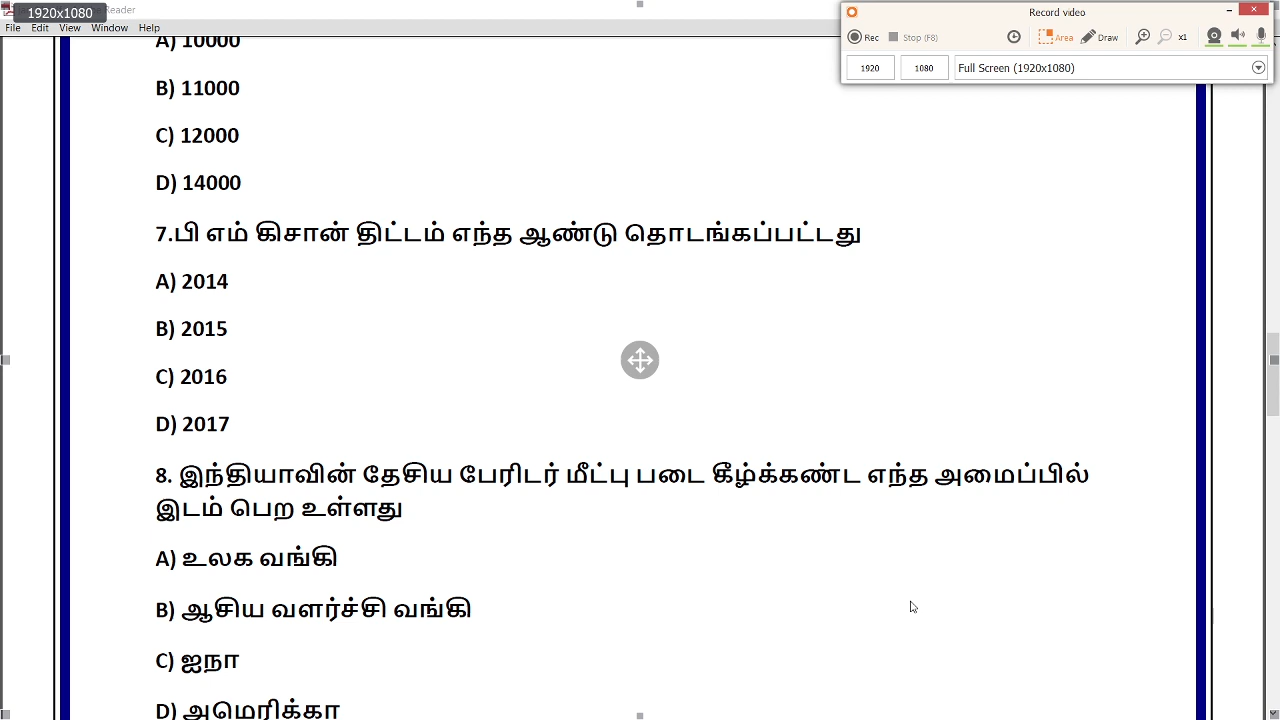 1920x1080
Reader
File Edit View Window Help
Record video
Rec Stop (F8) Area Draw x1
1920 1080 Full Screen (1920x1080)
A) 10000
B) 11000
C) 12000
D) 14000
7.பி எம் கிசான் திட்டம் எந்த ஆண்டு தொடங்கப்பட்டது
A) 2014
B) 2015
C) 2016
D) 2017
8. இந்தியாவின் தேசிய பேரிடர் மீட்பு படை கீழ்க்கண்ட எந்த அமைப்பில்
இடம் பெற உள்ளது
A) உலக வங்கி
B) ஆசிய வளர்ச்சி வங்கி
C) ஐநா
D) அமெரிக்கா